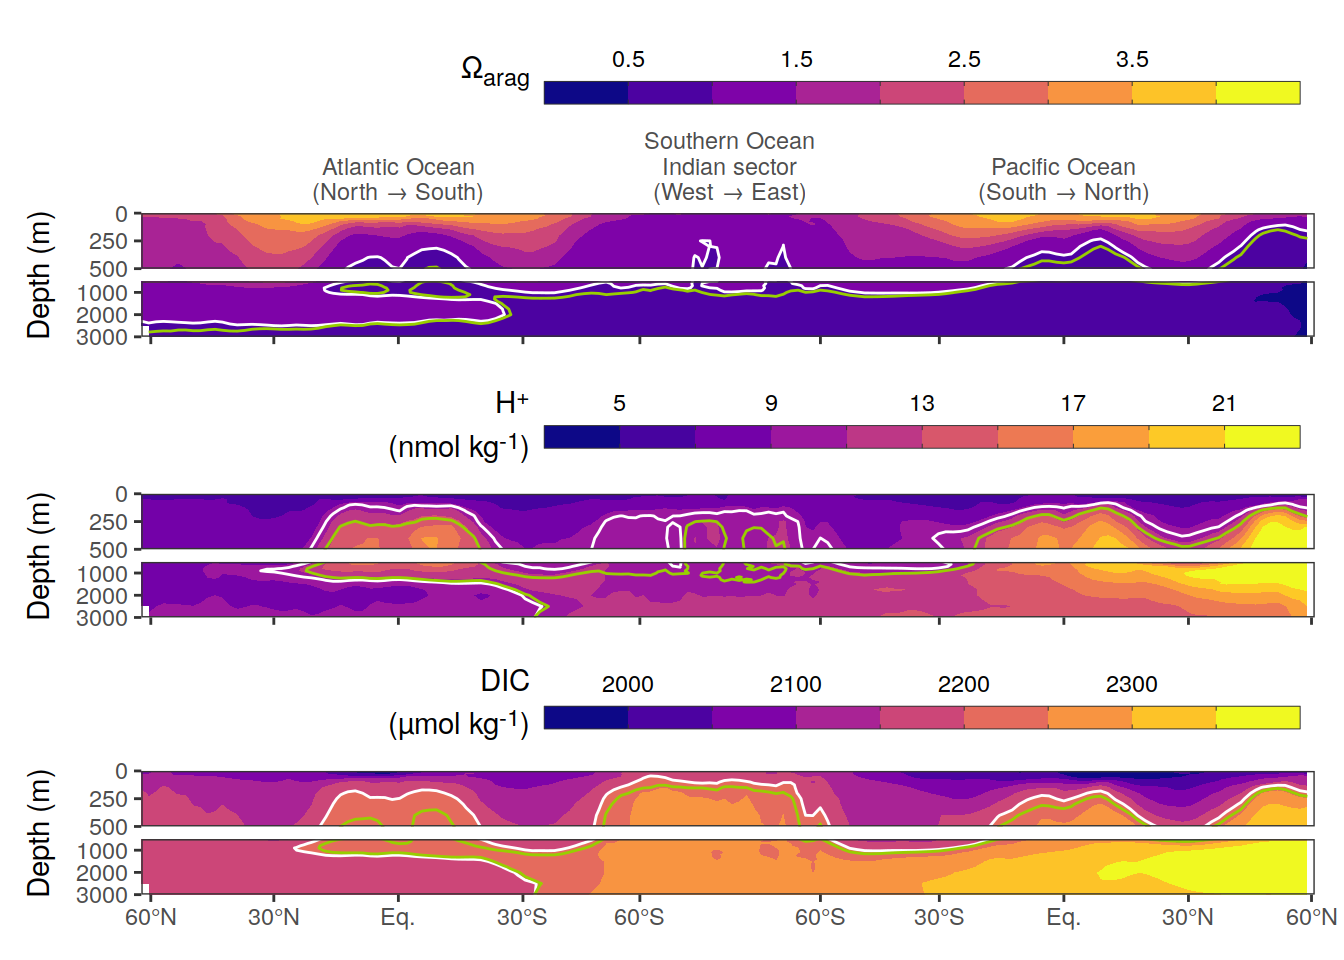 Ωarag
0.5 1.5 2.5 3.5
Atlantic Ocean
(North → South)
Southern Ocean
Indian sector
(West → East)
Pacific Ocean
(South → North)
Depth (m)
0
250
500
1000
2000
3000
H⁺
(nmol kg⁻¹)
5 9 13 17 21
Depth (m)
0
250
500
1000
2000
3000
DIC
(μmol kg⁻¹)
2000 2100 2200 2300
Depth (m)
0
250
500
1000
2000
3000
60°N 30°N Eq. 30°S 60°S 60°S 30°S Eq. 30°N 60°N